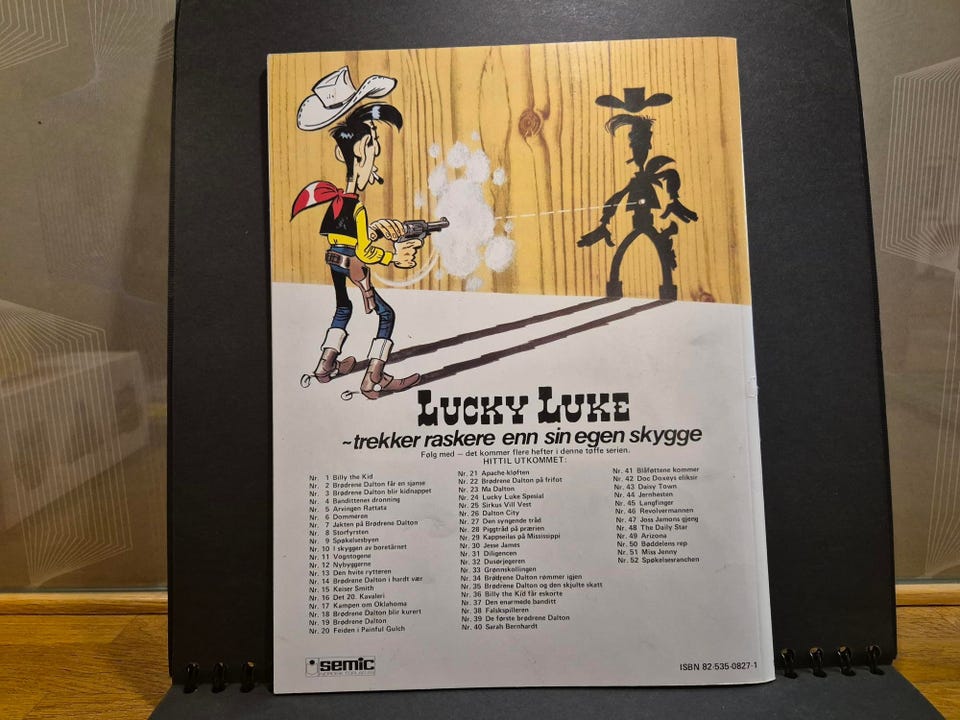 LUCKY LUKE
~trekker raskere enn sin egen skygge
Følg med — det kommer flere hefter i denne tøffe serien.
HITTIL UTKOMMET:
Nr. 1 Billy the Kid
Nr. 2 Brødrene Dalton får en sjanse
Nr. 3 Brødrene Dalton blir kidnappet
Nr. 4 Bandittenes dronning
Nr. 5 Arvingen Rattata
Nr. 6 Dommeren
Nr. 7 Jakten på Brødrene Dalton
Nr. 8 Storfyrsten
Nr. 9 Spøkelsesbyen
Nr. 10 I skyggen av boretårnet
Nr. 11 Vogntogene
Nr. 12 Nybyggerne
Nr. 13 Den hvite rytteren
Nr. 14 Brødrene Dalton i hardt vær
Nr. 15 Keiser Smith
Nr. 16 Det 20. Kavaleri
Nr. 17 Kampen om Oklahoma
Nr. 18 Brødrene Dalton blir kurert
Nr. 19 Brødrene Dalton
Nr. 20 Feiden i Painful Gulch
Nr. 21 Apache-kløften
Nr. 22 Brødrene Dalton på frifot
Nr. 23 Ma Dalton
Nr. 24 Lucky Luke Spesial
Nr. 25 Sirkus Vill Vest
Nr. 26 Dalton City
Nr. 27 Den syngende tråd
Nr. 28 Piggtråd på prærien
Nr. 29 Kappseilas på Mississippi
Nr. 30 Jesse James
Nr. 31 Diligencen
Nr. 32 Dusørjegeren
Nr. 33 Grønnskollingen
Nr. 34 Brødrene Dalton rømmer igjen
Nr. 35 Brødrene Dalton og den skjulte skatt
Nr. 36 Billy the Kid får eskorte
Nr. 37 Den enarmede banditt
Nr. 38 Falskspilleren
Nr. 39 De første brødrene Dalton
Nr. 40 Sarah Bernhardt
Nr. 41 Blåføttene kommer
Nr. 42 Doc Doxeys eliksir
Nr. 43 Daisy Town
Nr. 44 Jernhesten
Nr. 45 Langfinger
Nr. 46 Revolvermannen
Nr. 47 Joss Jamons gjeng
Nr. 48 The Daily Star
Nr. 49 Arizona
Nr. 50 Bøddelens rep
Nr. 51 Miss Jenny
Nr. 52 Spøkelsesranchen
semic
ISBN 82-535-0827-1